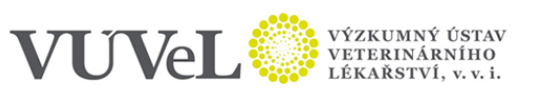 VÚVeL
VÝZKUMNÝ ÚSTAV
VETERINÁRNÍHO
LÉKAŘSTVÍ, v. v. i.